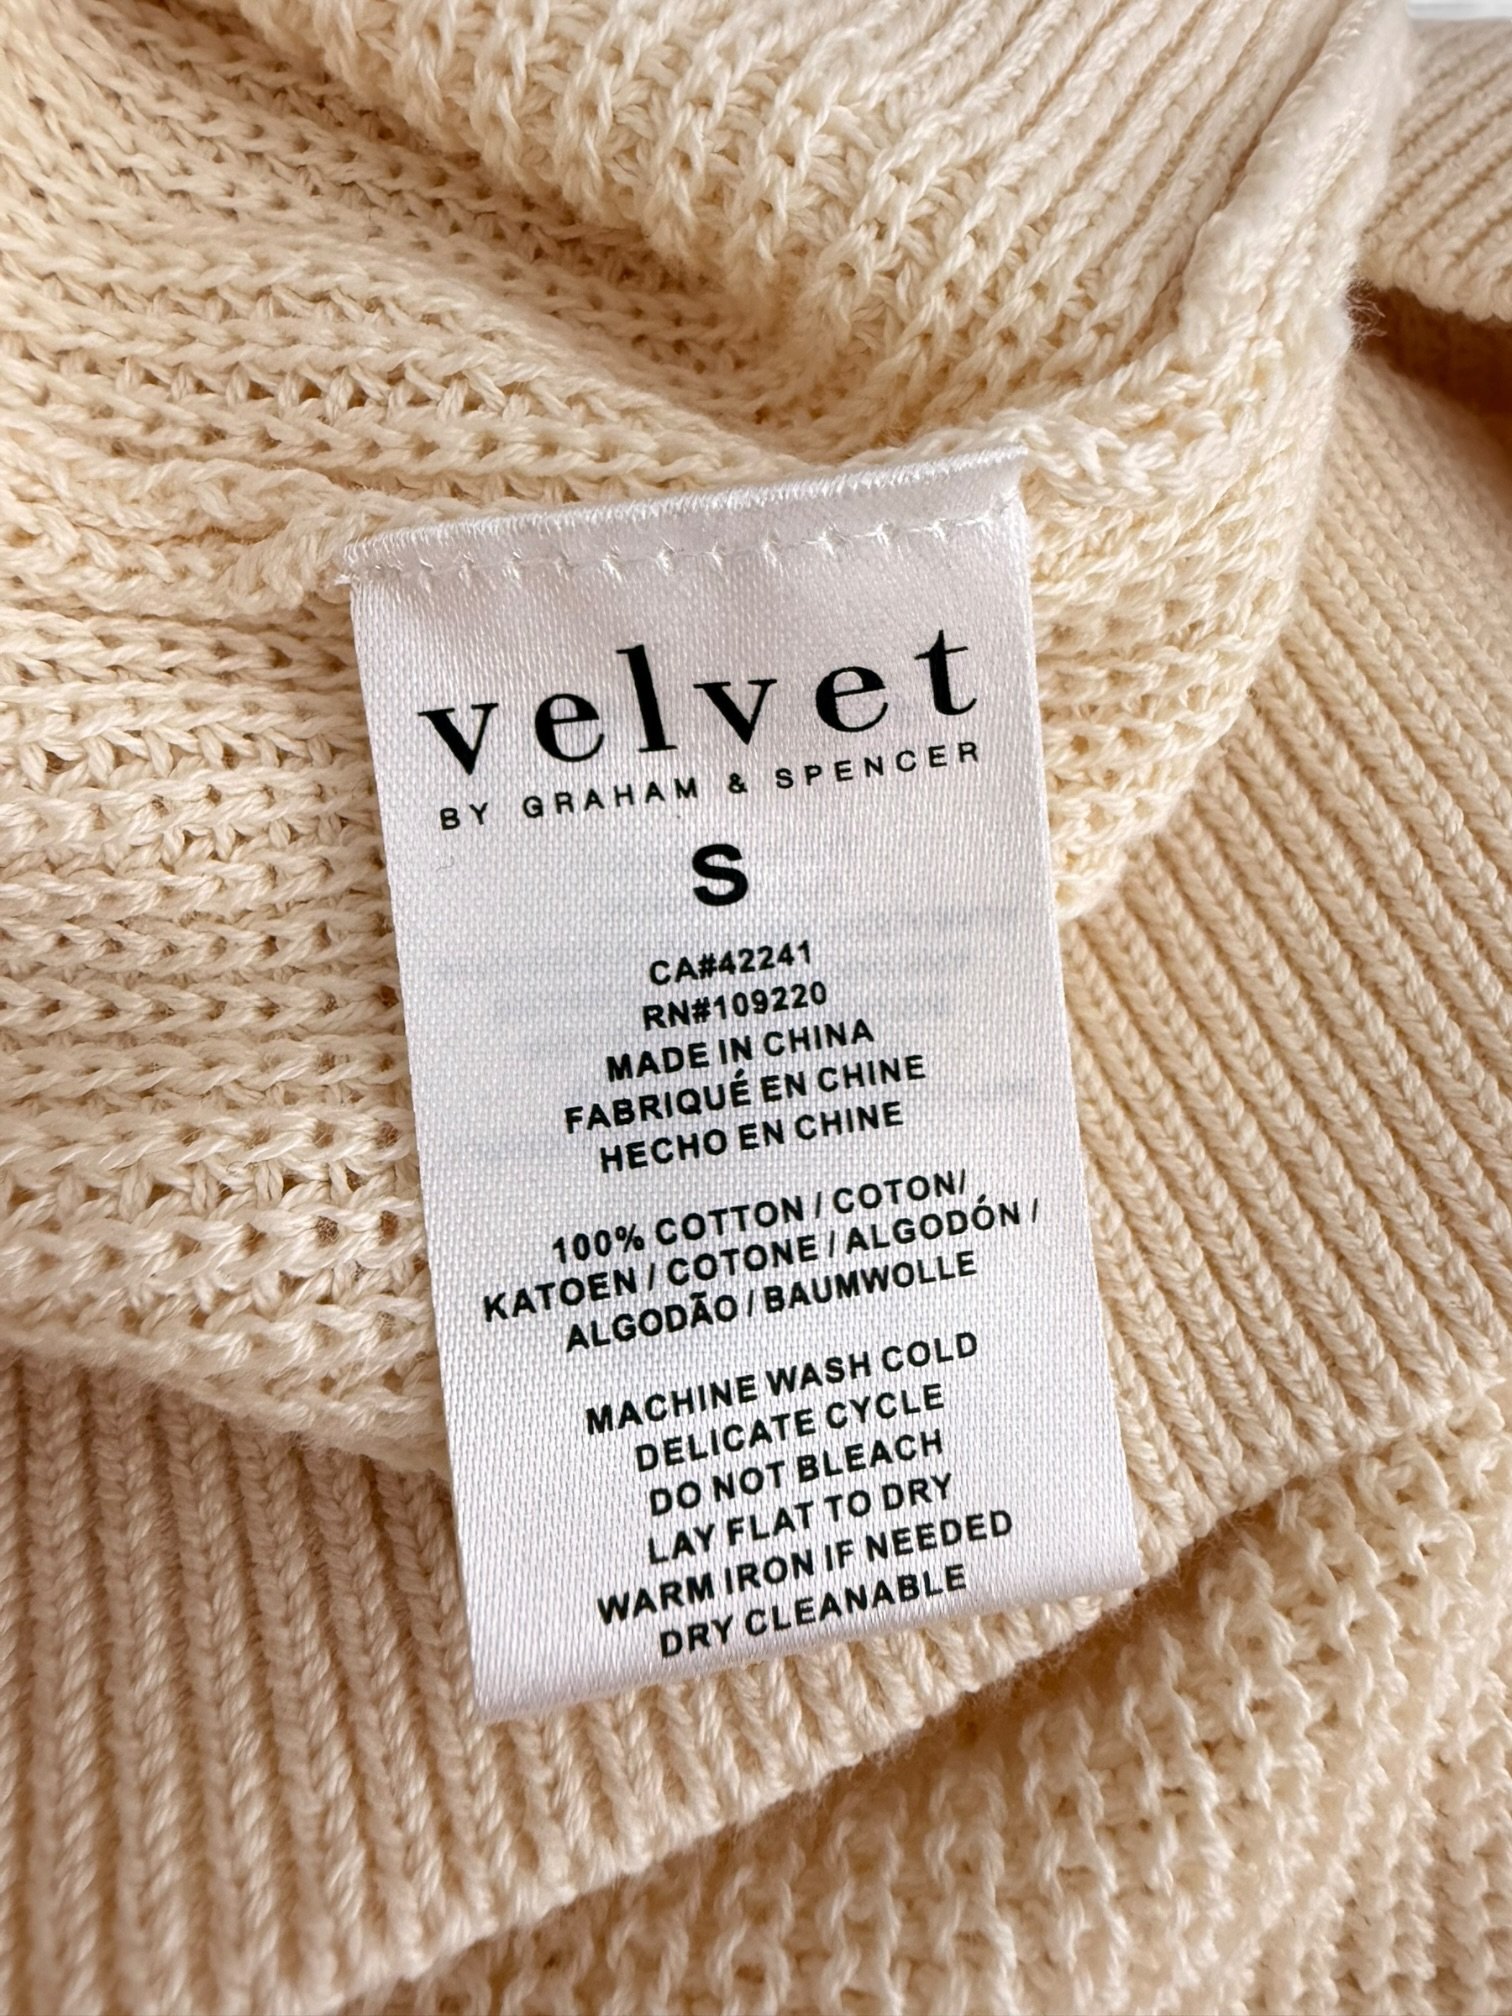 velvet
BY GRAHAM & SPENCER
S
CA#42241
RN#109220
MADE IN CHINA
FABRIQUÉ EN CHINE
HECHO EN CHINE
100% COTTON / COTON/
KATOEN / COTONE / ALGODÓN /
ALGODÃO / BAUMWOLLE
MACHINE WASH COLD
DELICATE CYCLE
DO NOT BLEACH
LAY FLAT TO DRY
WARM IRON IF NEEDED
DRY CLEANABLE